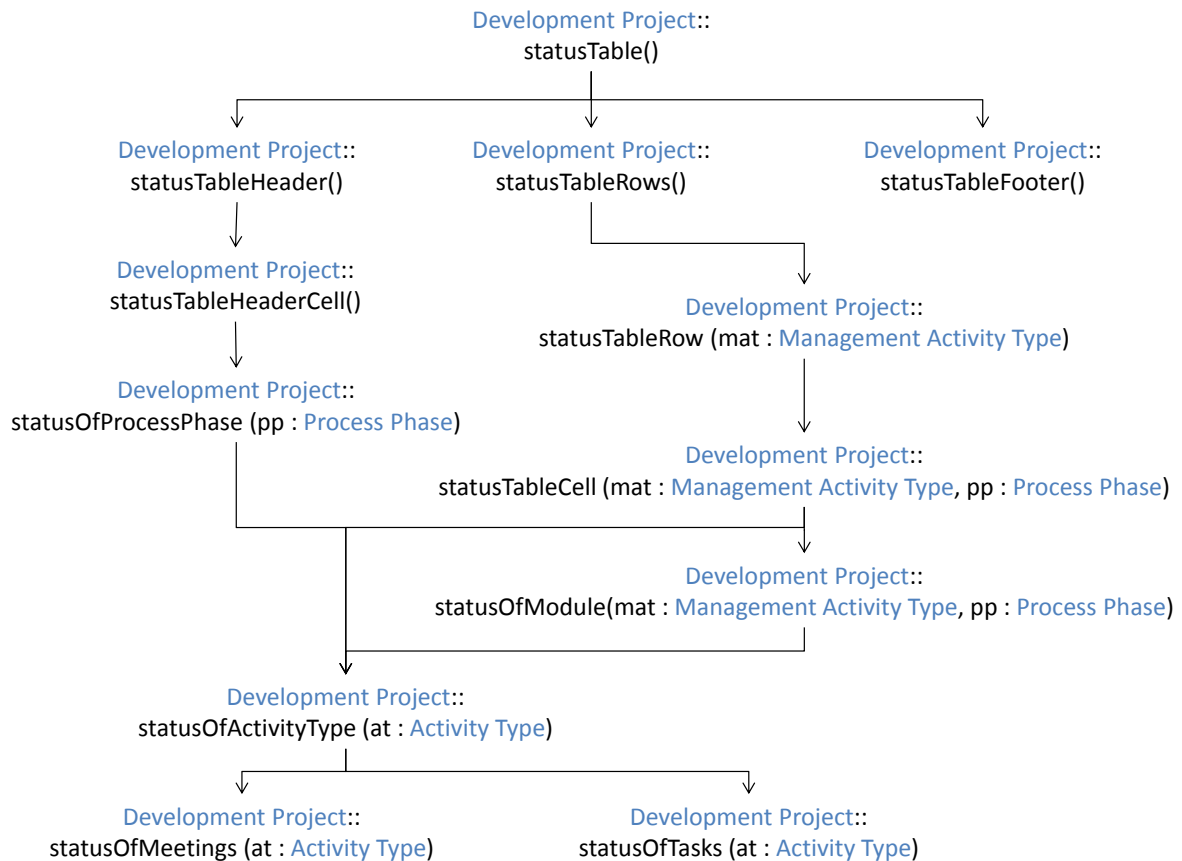 Development Project::
statusTable()
Development Project::
statusTableHeader()
Development Project::
statusTableRows()
Development Project::
statusTableFooter()
Development Project::
statusTableHeaderCell()
Development Project::
statusTableRow (mat : Management Activity Type)
Development Project::
statusOfProcessPhase (pp : Process Phase)
Development Project::
statusTableCell (mat : Management Activity Type, pp : Process Phase)
Development Project::
statusOfModule(mat : Management Activity Type, pp : Process Phase)
Development Project::
statusOfActivityType (at : Activity Type)
Development Project::
statusOfMeetings (at : Activity Type)
Development Project::
statusOfTasks (at : Activity Type)